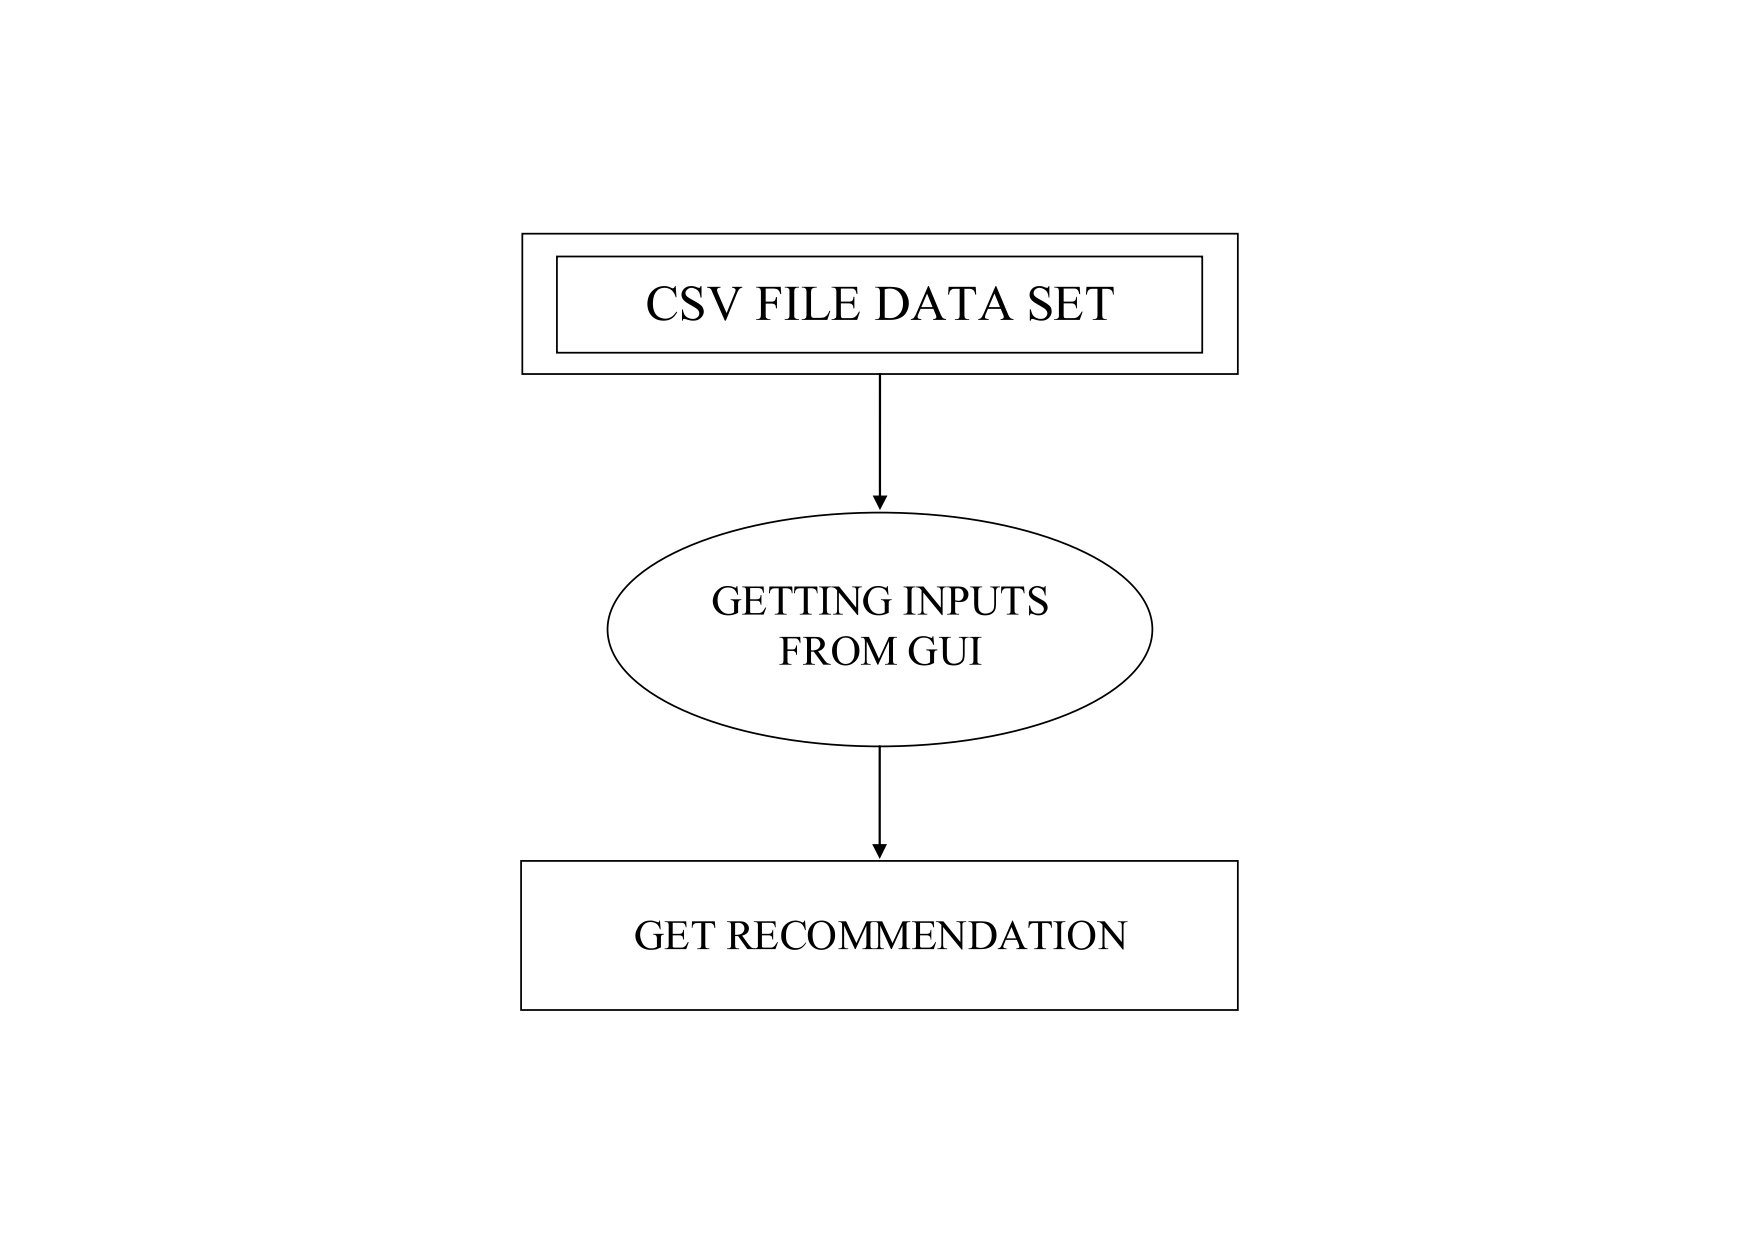 CSV FILE DATA SET
GETTING INPUTS
FROM GUI
GET RECOMMENDATION